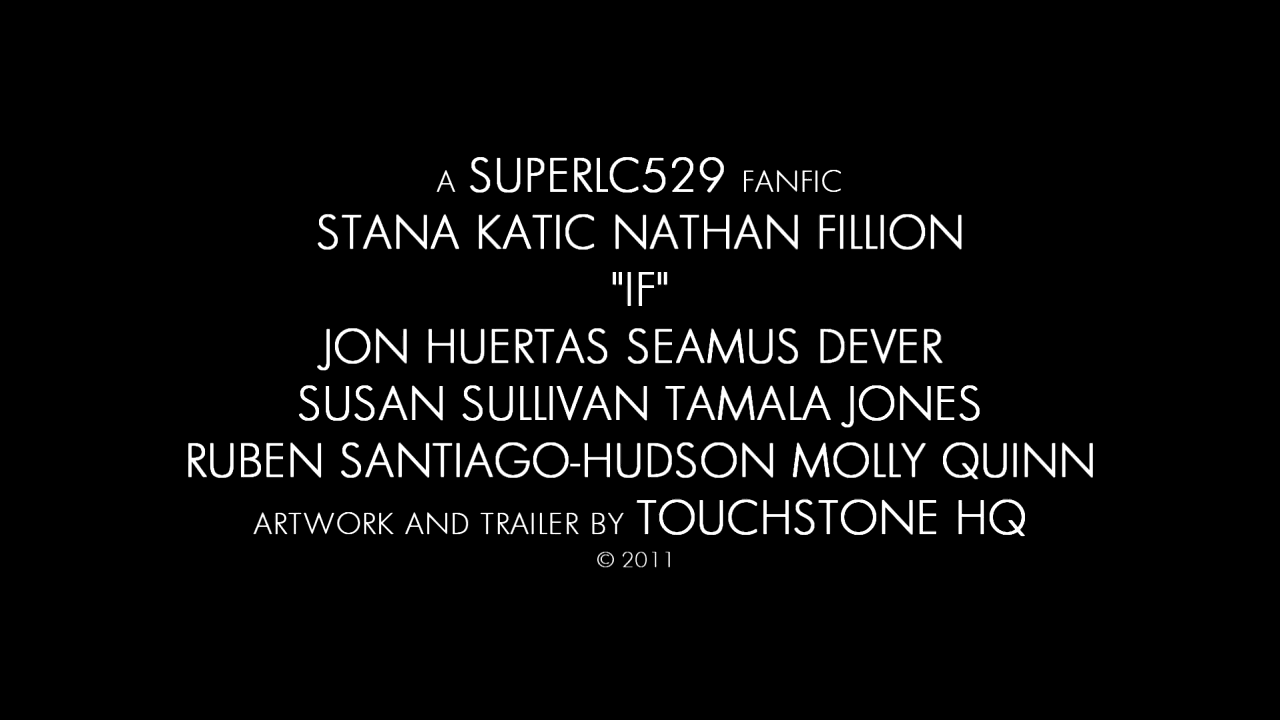 A SUPERLC529 FANFIC
STANA KATIC NATHAN FILLION
"IF"
JON HUERTAS SEAMUS DEVER
SUSAN SULLIVAN TAMALA JONES
RUBEN SANTIAGO-HUDSON MOLLY QUINN
ARTWORK AND TRAILER BY TOUCHSTONE HQ
© 2011